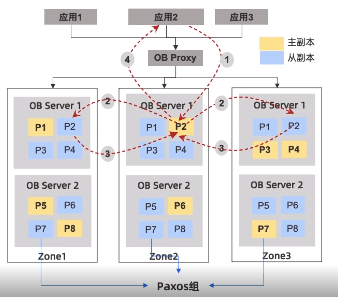 应用1 应用2 应用3
主副本
从副本
OB Proxy
4 1
OB Server 1 OB Server 1 OB Server 1
2 2
P1 P2 P1 P2 P1 P2
3 3
P3 P4 P3 P4 P3 P4
OB Server 2 OB Server 2 OB Server 2
P5 P6 P5 P6 P5 P6
P7 P8 P7 P8 P7 P8
Zone1 Zone2 Zone3
Paxos组